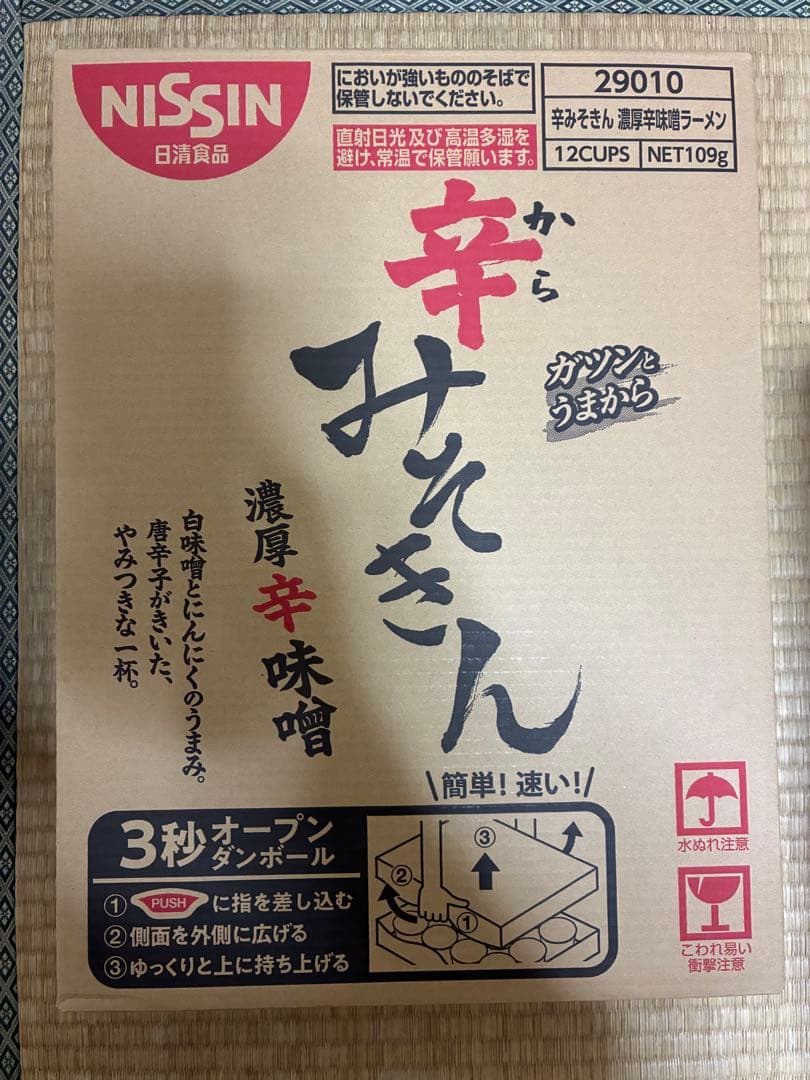 NISSIN
日清食品
においが強いもののそばで
保管しないでください。
直射日光及び高温多湿を
避け、常温で保管願います。
29010
辛みそきん 濃厚辛味噌ラーメン
12CUPS NET109g
辛
から
みそきん
ガツンと
うまから
濃厚辛味噌
白味噌とにんにくのうまみ。
唐辛子がきいた、
やみつきな一杯。
\簡単!速い!/
3秒オープン
ダンボール
① PUSH に指を差し込む
② 側面を外側に広げる
③ ゆっくりと上に持ち上げる
③
②
①
水ぬれ注意
こわれ易い
衝撃注意